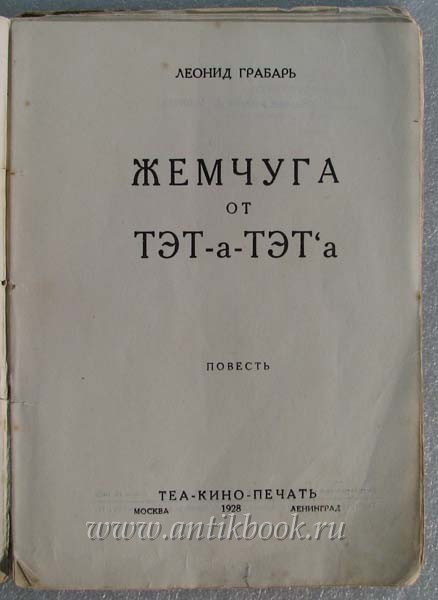 ЛЕОНИД ГРАБАРЬ
ЖЕМЧУГА
ОТ
ТЭТ-а-ТЭТ‘а
ПОВЕСТЬ
ТЕА-КИНО-ПЕЧАТЬ
МОСКВА 1928 ЛЕНИНГРАД
www.antikbook.ru